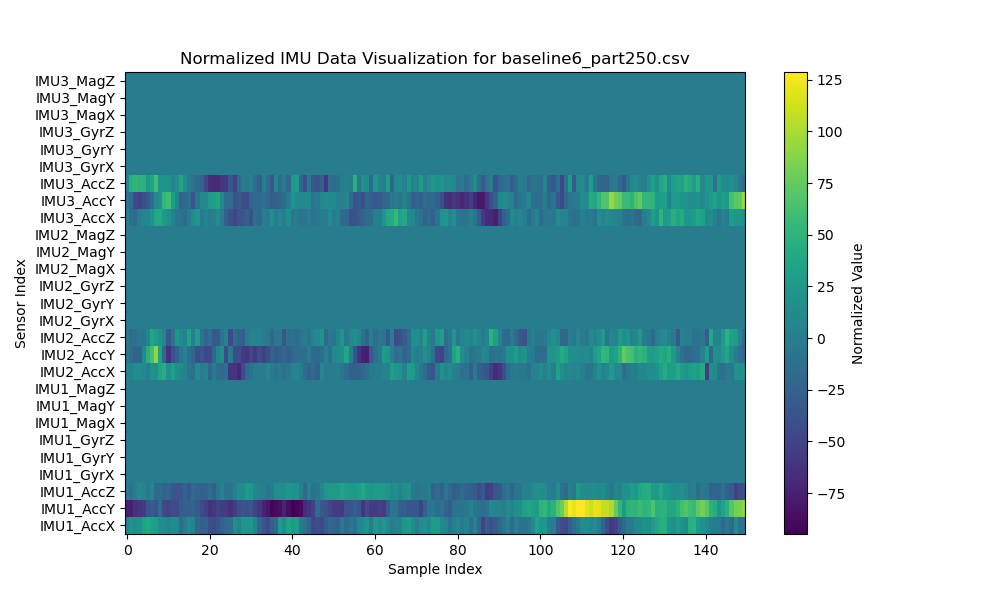 Normalized IMU Data Visualization for baseline6_part250.csv
IMU3_MagZ
IMU3_MagY
IMU3_MagX
IMU3_GyrZ
IMU3_GyrY
IMU3_GyrX
IMU3_AccZ
IMU3_AccY
IMU3_AccX
IMU2_MagZ
IMU2_MagY
IMU2_MagX
IMU2_GyrZ
IMU2_GyrY
IMU2_GyrX
IMU2_AccZ
IMU2_AccY
IMU2_AccX
IMU1_MagZ
IMU1_MagY
IMU1_MagX
IMU1_GyrZ
IMU1_GyrY
IMU1_GyrX
IMU1_AccZ
IMU1_AccY
IMU1_AccX
Sensor Index
0 20 40 60 80 100 120 140
Sample Index
125
100
75
50
25
0
−25
−50
−75
Normalized Value